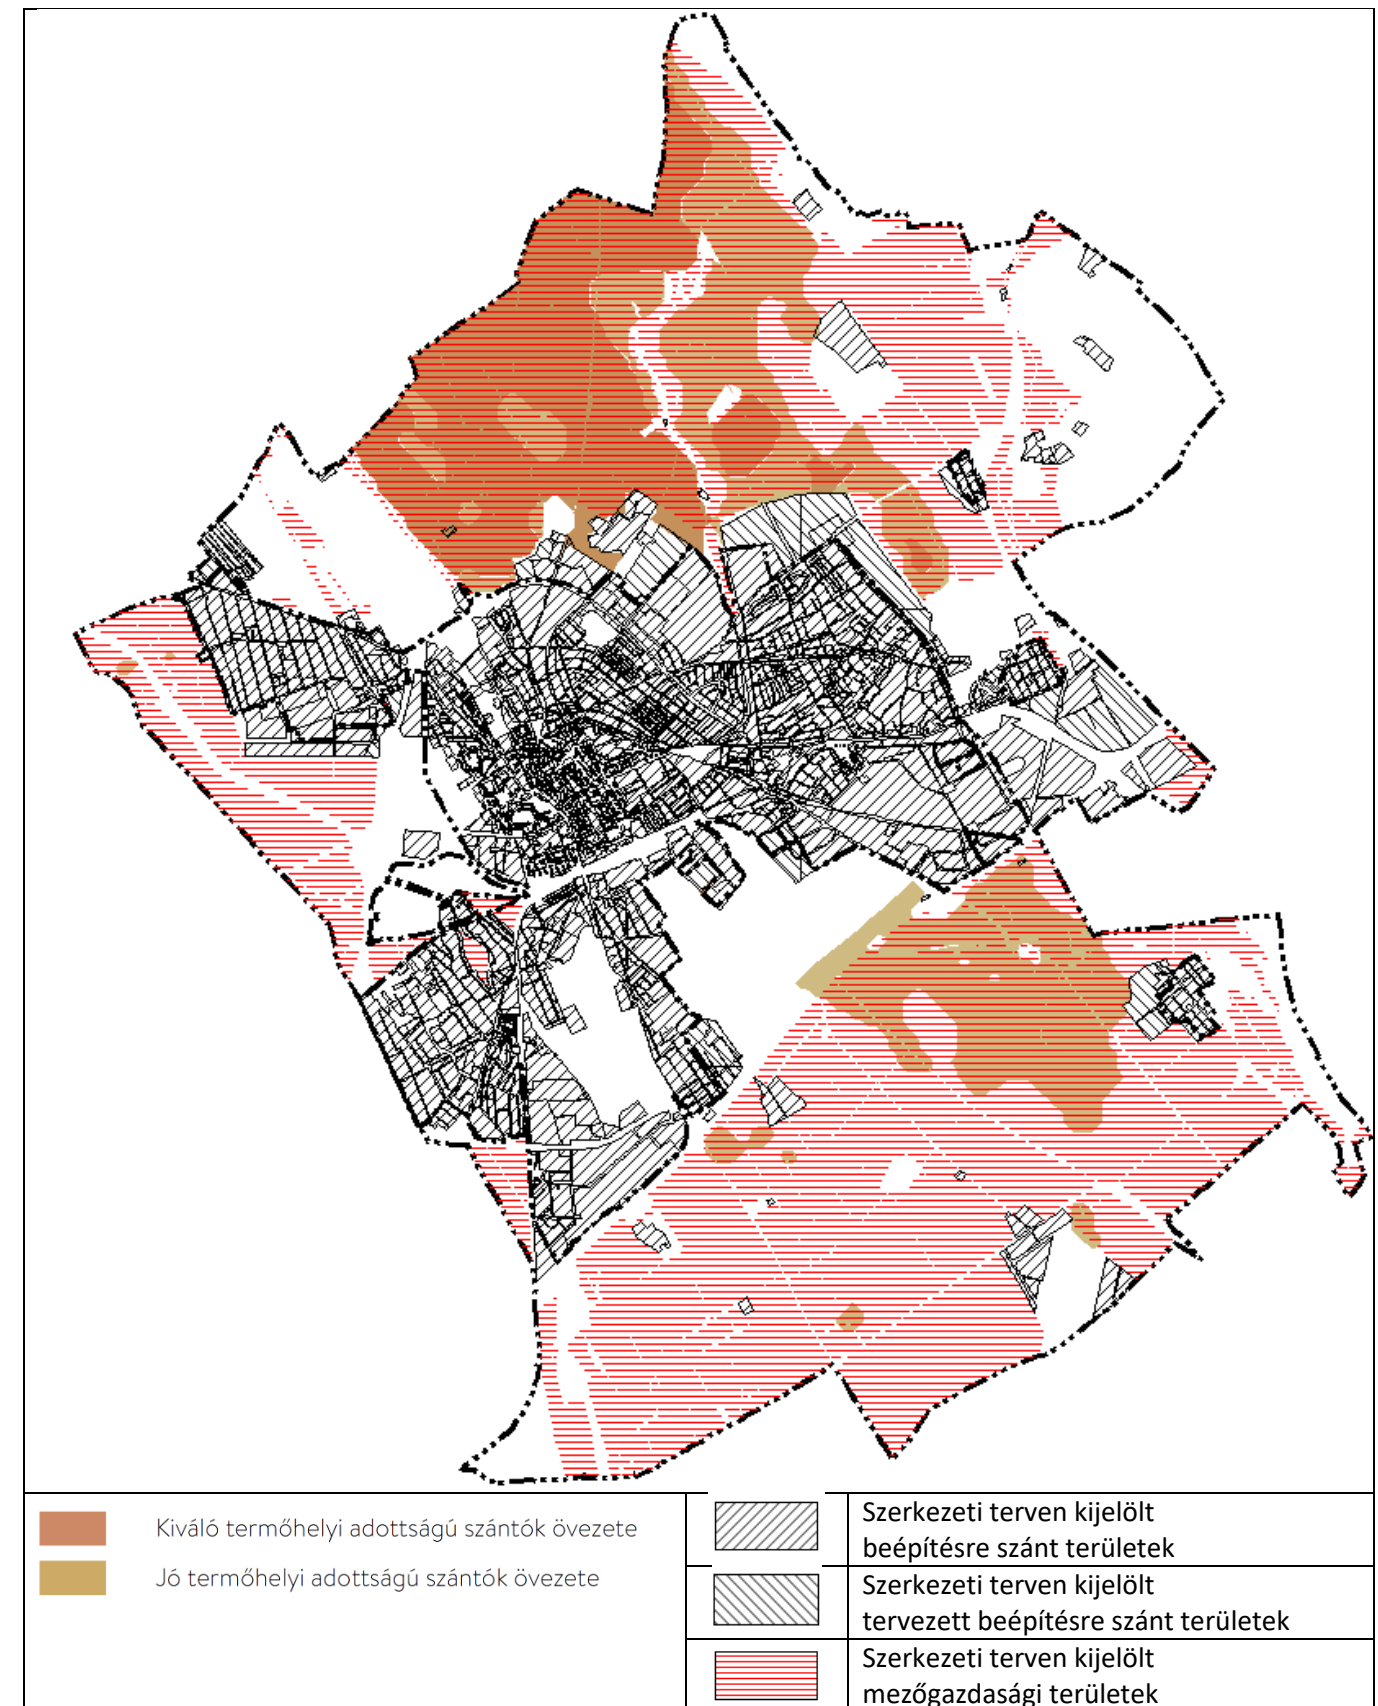 Kiváló termőhelyi adottságú szántók övezete
Jó termőhelyi adottságú szántók övezete
Szerkezeti terven kijelölt
beépítésre szánt területek
Szerkezeti terven kijelölt
tervezett beépítésre szánt területek
Szerkezeti terven kijelölt
mezőgazdasági területek